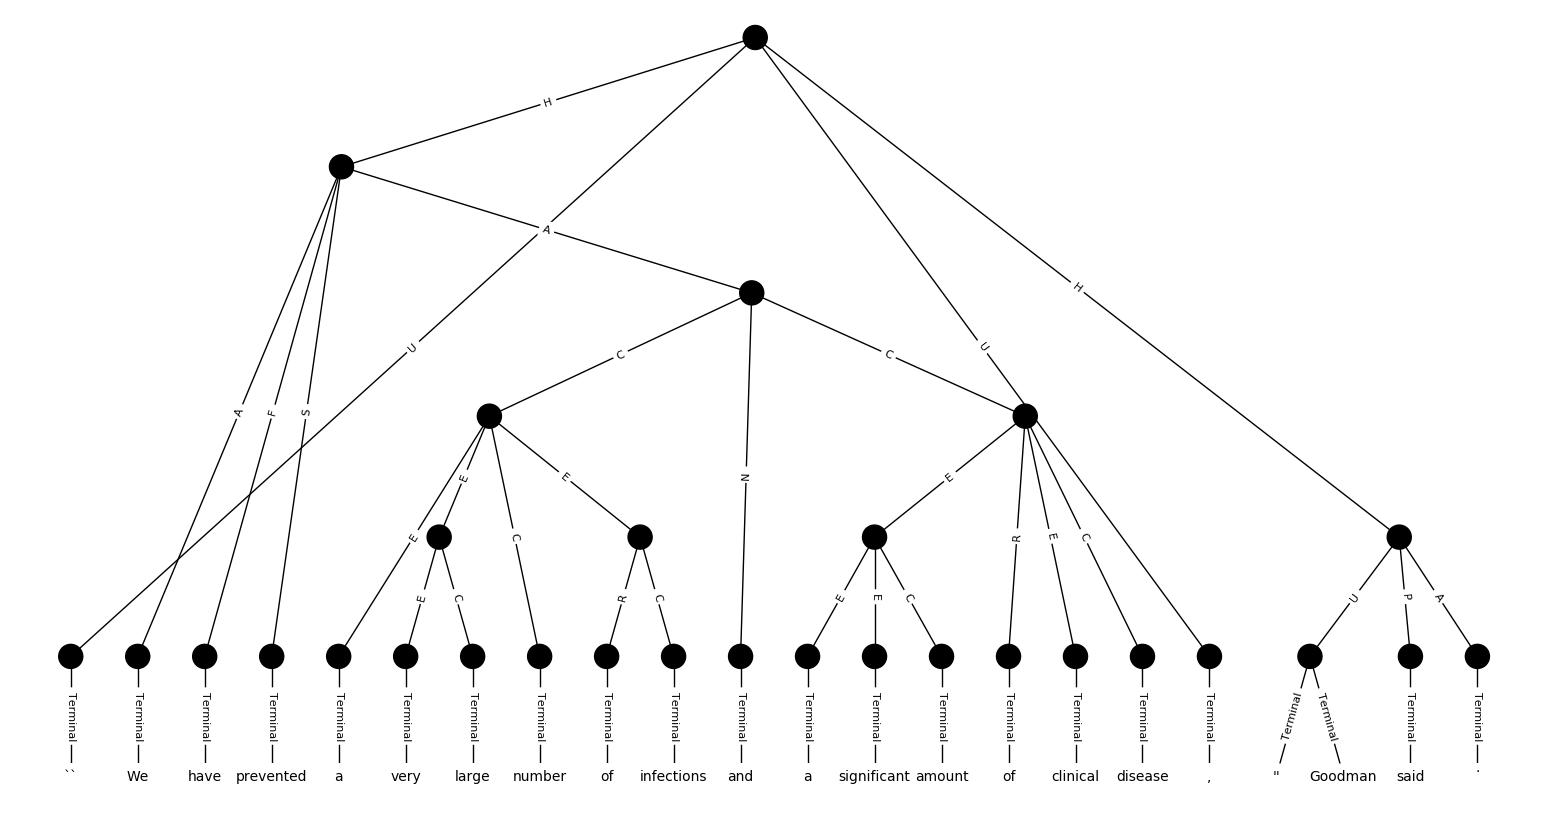 H
A
U
H
U
A
F
S
C
C
N
E
E
C
E
E
R
E
C
E
C
R
C
E
E
C
U
P
A
Terminal Terminal Terminal Terminal Terminal Terminal Terminal Terminal Terminal Terminal Terminal Terminal Terminal Terminal Terminal Terminal Terminal Terminal Terminal Terminal Terminal Terminal
`` We have prevented a very large number of infections and a significant amount of clinical disease , " Goodman said .